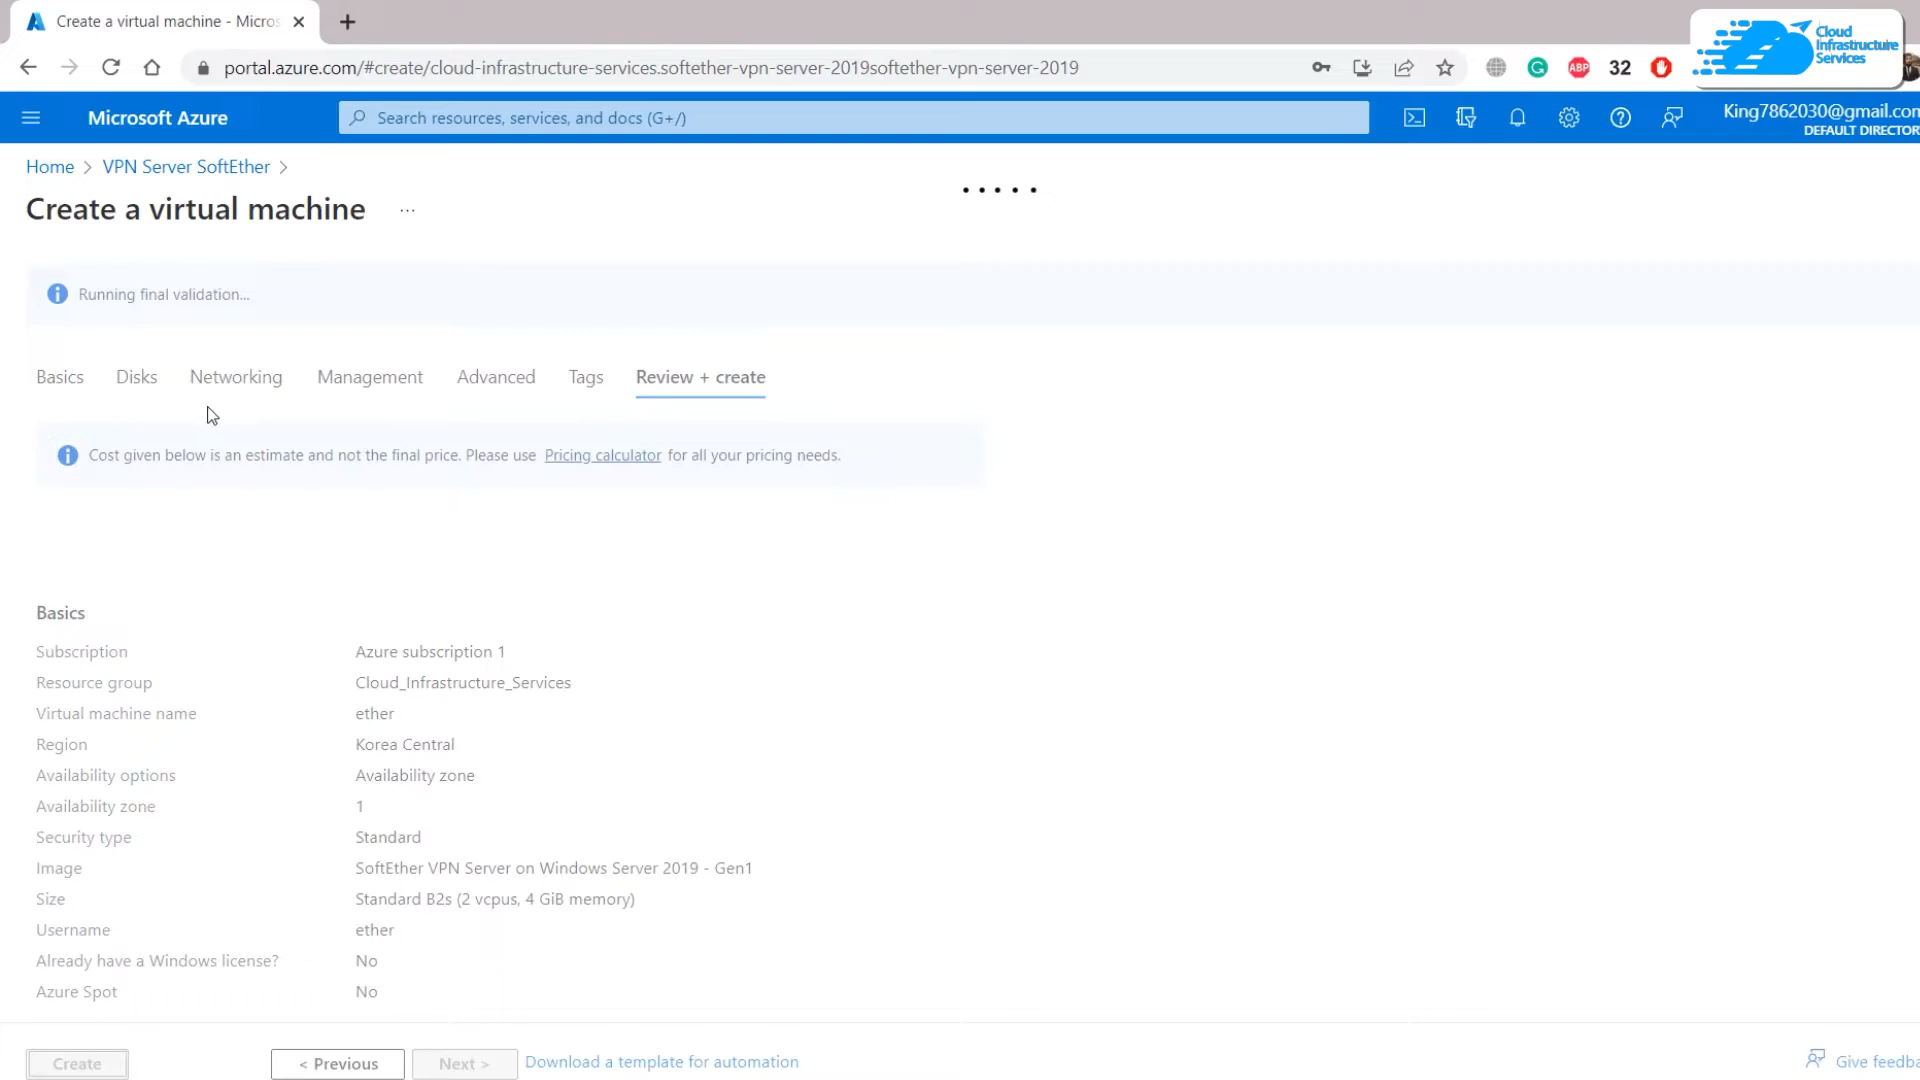 Create a virtual machine - Micros
portal.azure.com/#create/cloud-infrastructure-services.softether-vpn-server-2019softether-vpn-server-2019
ABP
32
Cloud
Infrastructure
Services
Microsoft Azure
Search resources, services, and docs (G+/)
King7862030@gmail.com
DEFAULT DIRECTOR
Home > VPN Server SoftEther >
Create a virtual machine ...
Running final validation...
Basics Disks Networking Management Advanced Tags Review + create
Cost given below is an estimate and not the final price. Please use Pricing calculator for all your pricing needs.
Basics
Subscription Azure subscription 1
Resource group Cloud_Infrastructure_Services
Virtual machine name ether
Region Korea Central
Availability options Availability zone
Availability zone 1
Security type Standard
Image SoftEther VPN Server on Windows Server 2019 - Gen1
Size Standard B2s (2 vcpus, 4 GiB memory)
Username ether
Already have a Windows license? No
Azure Spot No
Create < Previous Next > Download a template for automation
Give feedba